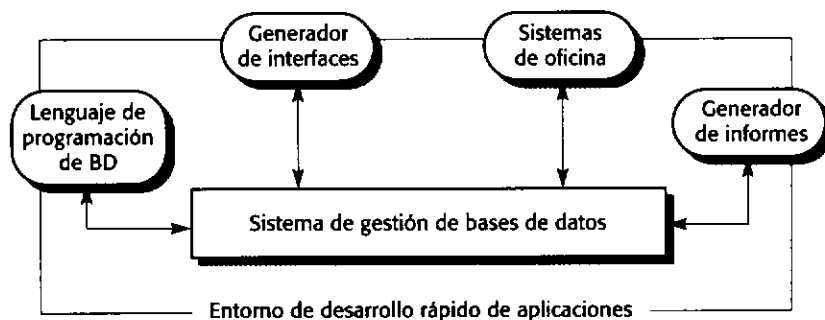 Generador
de interfaces
Sistemas
de oficina
Lenguaje de
programación
de BD
Generador
de informes
Sistema de gestión de bases de datos
Entorno de desarrollo rápido de aplicaciones